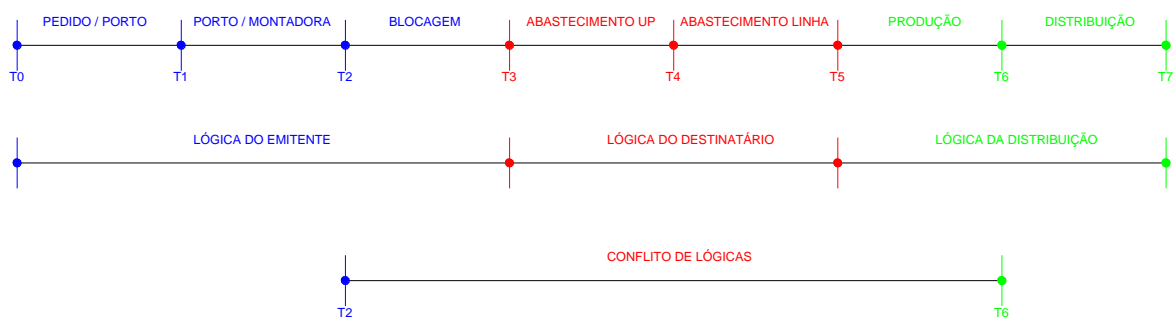 PEDIDO / PORTO PORTO / MONTADORA BLOCAGEM ABASTECIMENTO UP ABASTECIMENTO LINHA PRODUÇÃO DISTRIBUIÇÃO
T0 T1 T2 T3 T4 T5 T6 T7
LÓGICA DO EMITENTE LÓGICA DO DESTINATÁRIO LÓGICA DA DISTRIBUIÇÃO
CONFLITO DE LÓGICAS
T2 T6